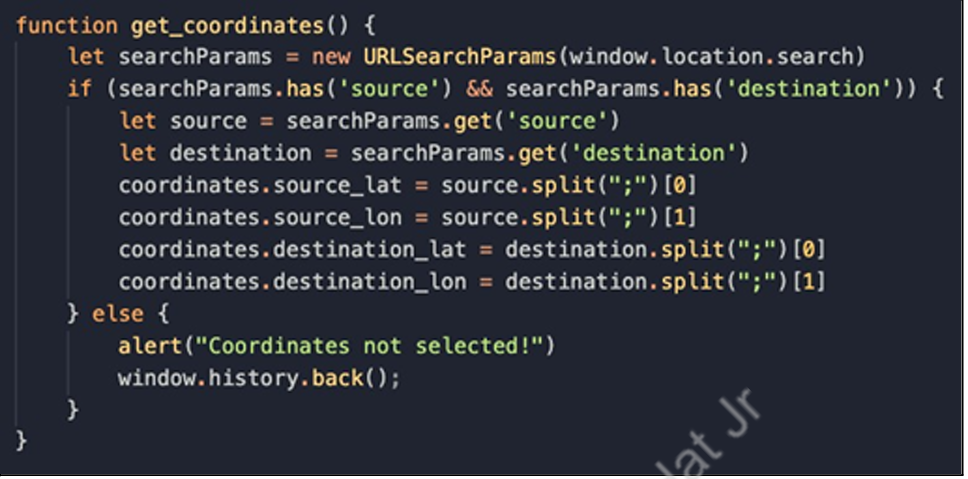 function get_coordinates() {
    let searchParams = new URLSearchParams(window.location.search)
    if (searchParams.has('source') && searchParams.has('destination')) {
        let source = searchParams.get('source')
        let destination = searchParams.get('destination')
        coordinates.source_lat = source.split(";")[0]
        coordinates.source_lon = source.split(";")[1]
        coordinates.destination_lat = destination.split(";")[0]
        coordinates.destination_lon = destination.split(";")[1]
    } else {
        alert("Coordinates not selected!")
        window.history.back();
    }
}
Jr